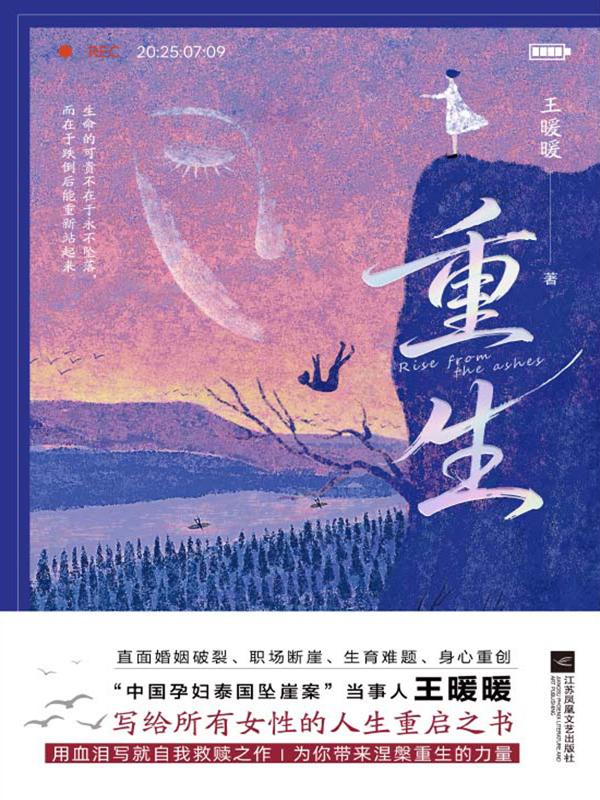 REC 20:25:07:09
生命的可贵不在于永不坠落，
而在于跌倒后能重新站起来
王暖暖 著
重生
Rise from
the ashes
直面婚姻破裂、职场断崖、生育难题、身心重创
“中国孕妇泰国坠崖案”当事人 王暖暖
写给所有女性的人生重启之书
用血泪写就自我救赎之作 | 为你带来涅槃重生的力量
江苏凤凰文艺出版社
JIANGSU PHOENIX LITERATURE AND
ART PUBLISHING